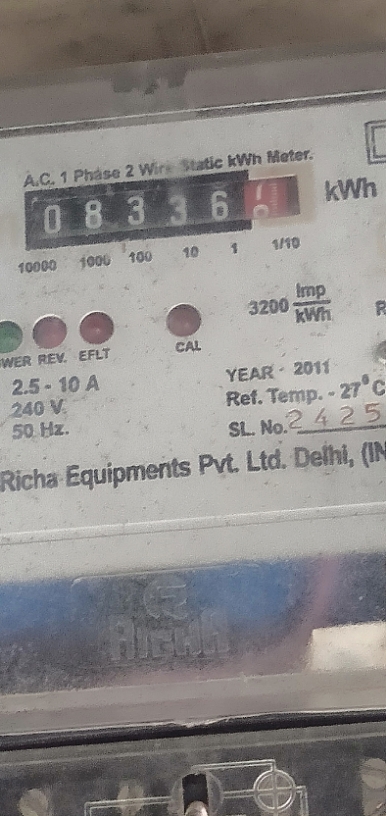 A.C. 1 Phase 2 Wire Static kWh Meter.
0 8 3 3 6 kWh
10000 1000 100 10 1 1/10
3200 Imp/kWh
REV. EFLT CAL
2.5 - 10 A
240 V.
50 Hz.
YEAR - 2011
Ref. Temp. - 27°C
SL. No. 2425
Richa Equipments Pvt. Ltd. Delhi, (IN
RICHA